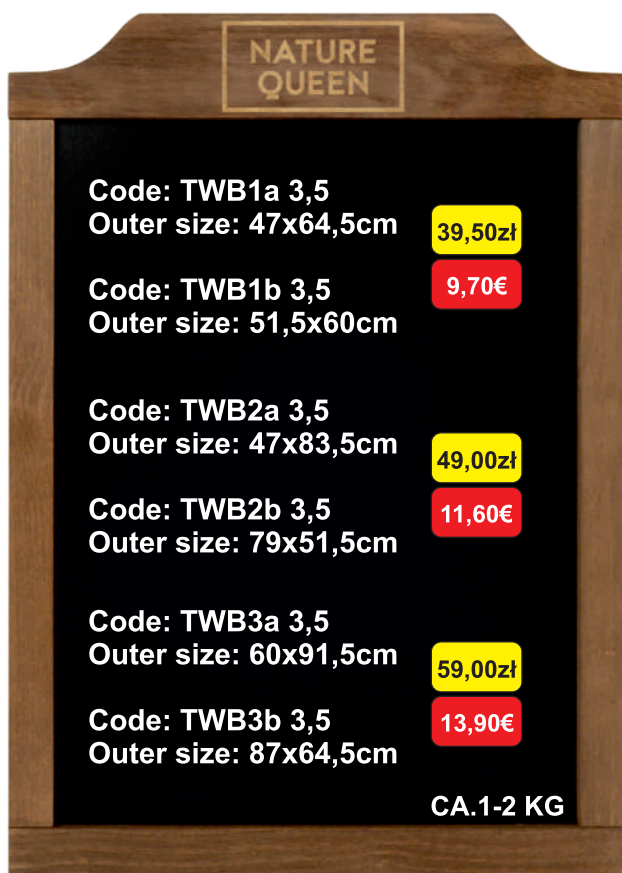 NATURE
QUEEN
Code: TWB1a 3,5
Outer size: 47x64,5cm
39,50zł
9,70€
Code: TWB1b 3,5
Outer size: 51,5x60cm
Code: TWB2a 3,5
Outer size: 47x83,5cm
49,00zł
11,60€
Code: TWB2b 3,5
Outer size: 79x51,5cm
Code: TWB3a 3,5
Outer size: 60x91,5cm
59,00zł
13,90€
Code: TWB3b 3,5
Outer size: 87x64,5cm
CA.1-2 KG